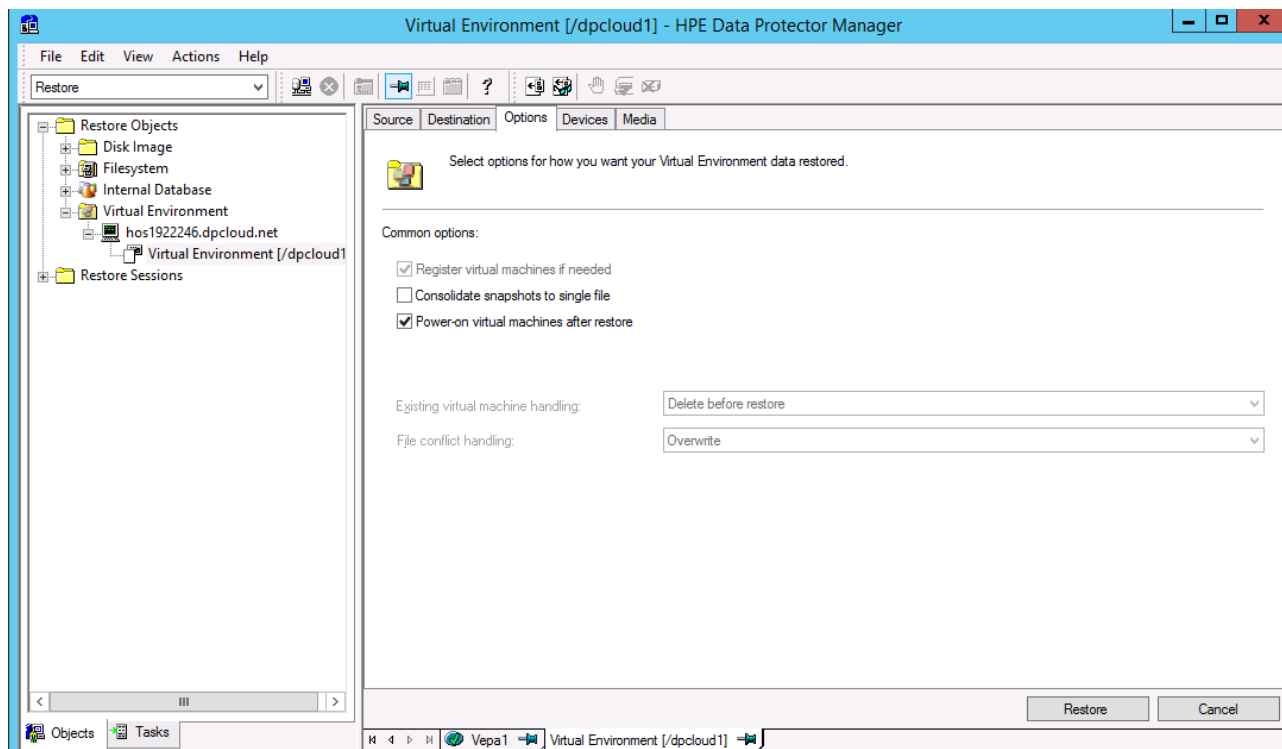 Virtual Environment [/dpcloud1] - HPE Data Protector Manager
File Edit View Actions Help
Restore
Restore Objects
Disk Image
Filesystem
Internal Database
Virtual Environment
hos1922246.dpcloud.net
Virtual Environment [/dpcloud1
Restore Sessions
Source Destination Options Devices Media
Select options for how you want your Virtual Environment data restored.
Common options:
Register virtual machines if needed
Consolidate snapshots to single file
Power-on virtual machines after restore
Existing virtual machine handling: Delete before restore
File conflict handling: Overwrite
Restore Cancel
Objects Tasks
Vepa1 Virtual Environment [/dpcloud1]